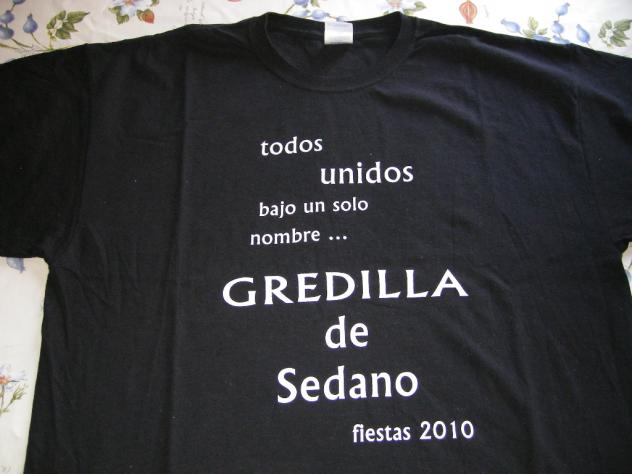 todos
unidos
bajo un solo
nombre ...
GREDILLA
de
Sedano
fiestas 2010